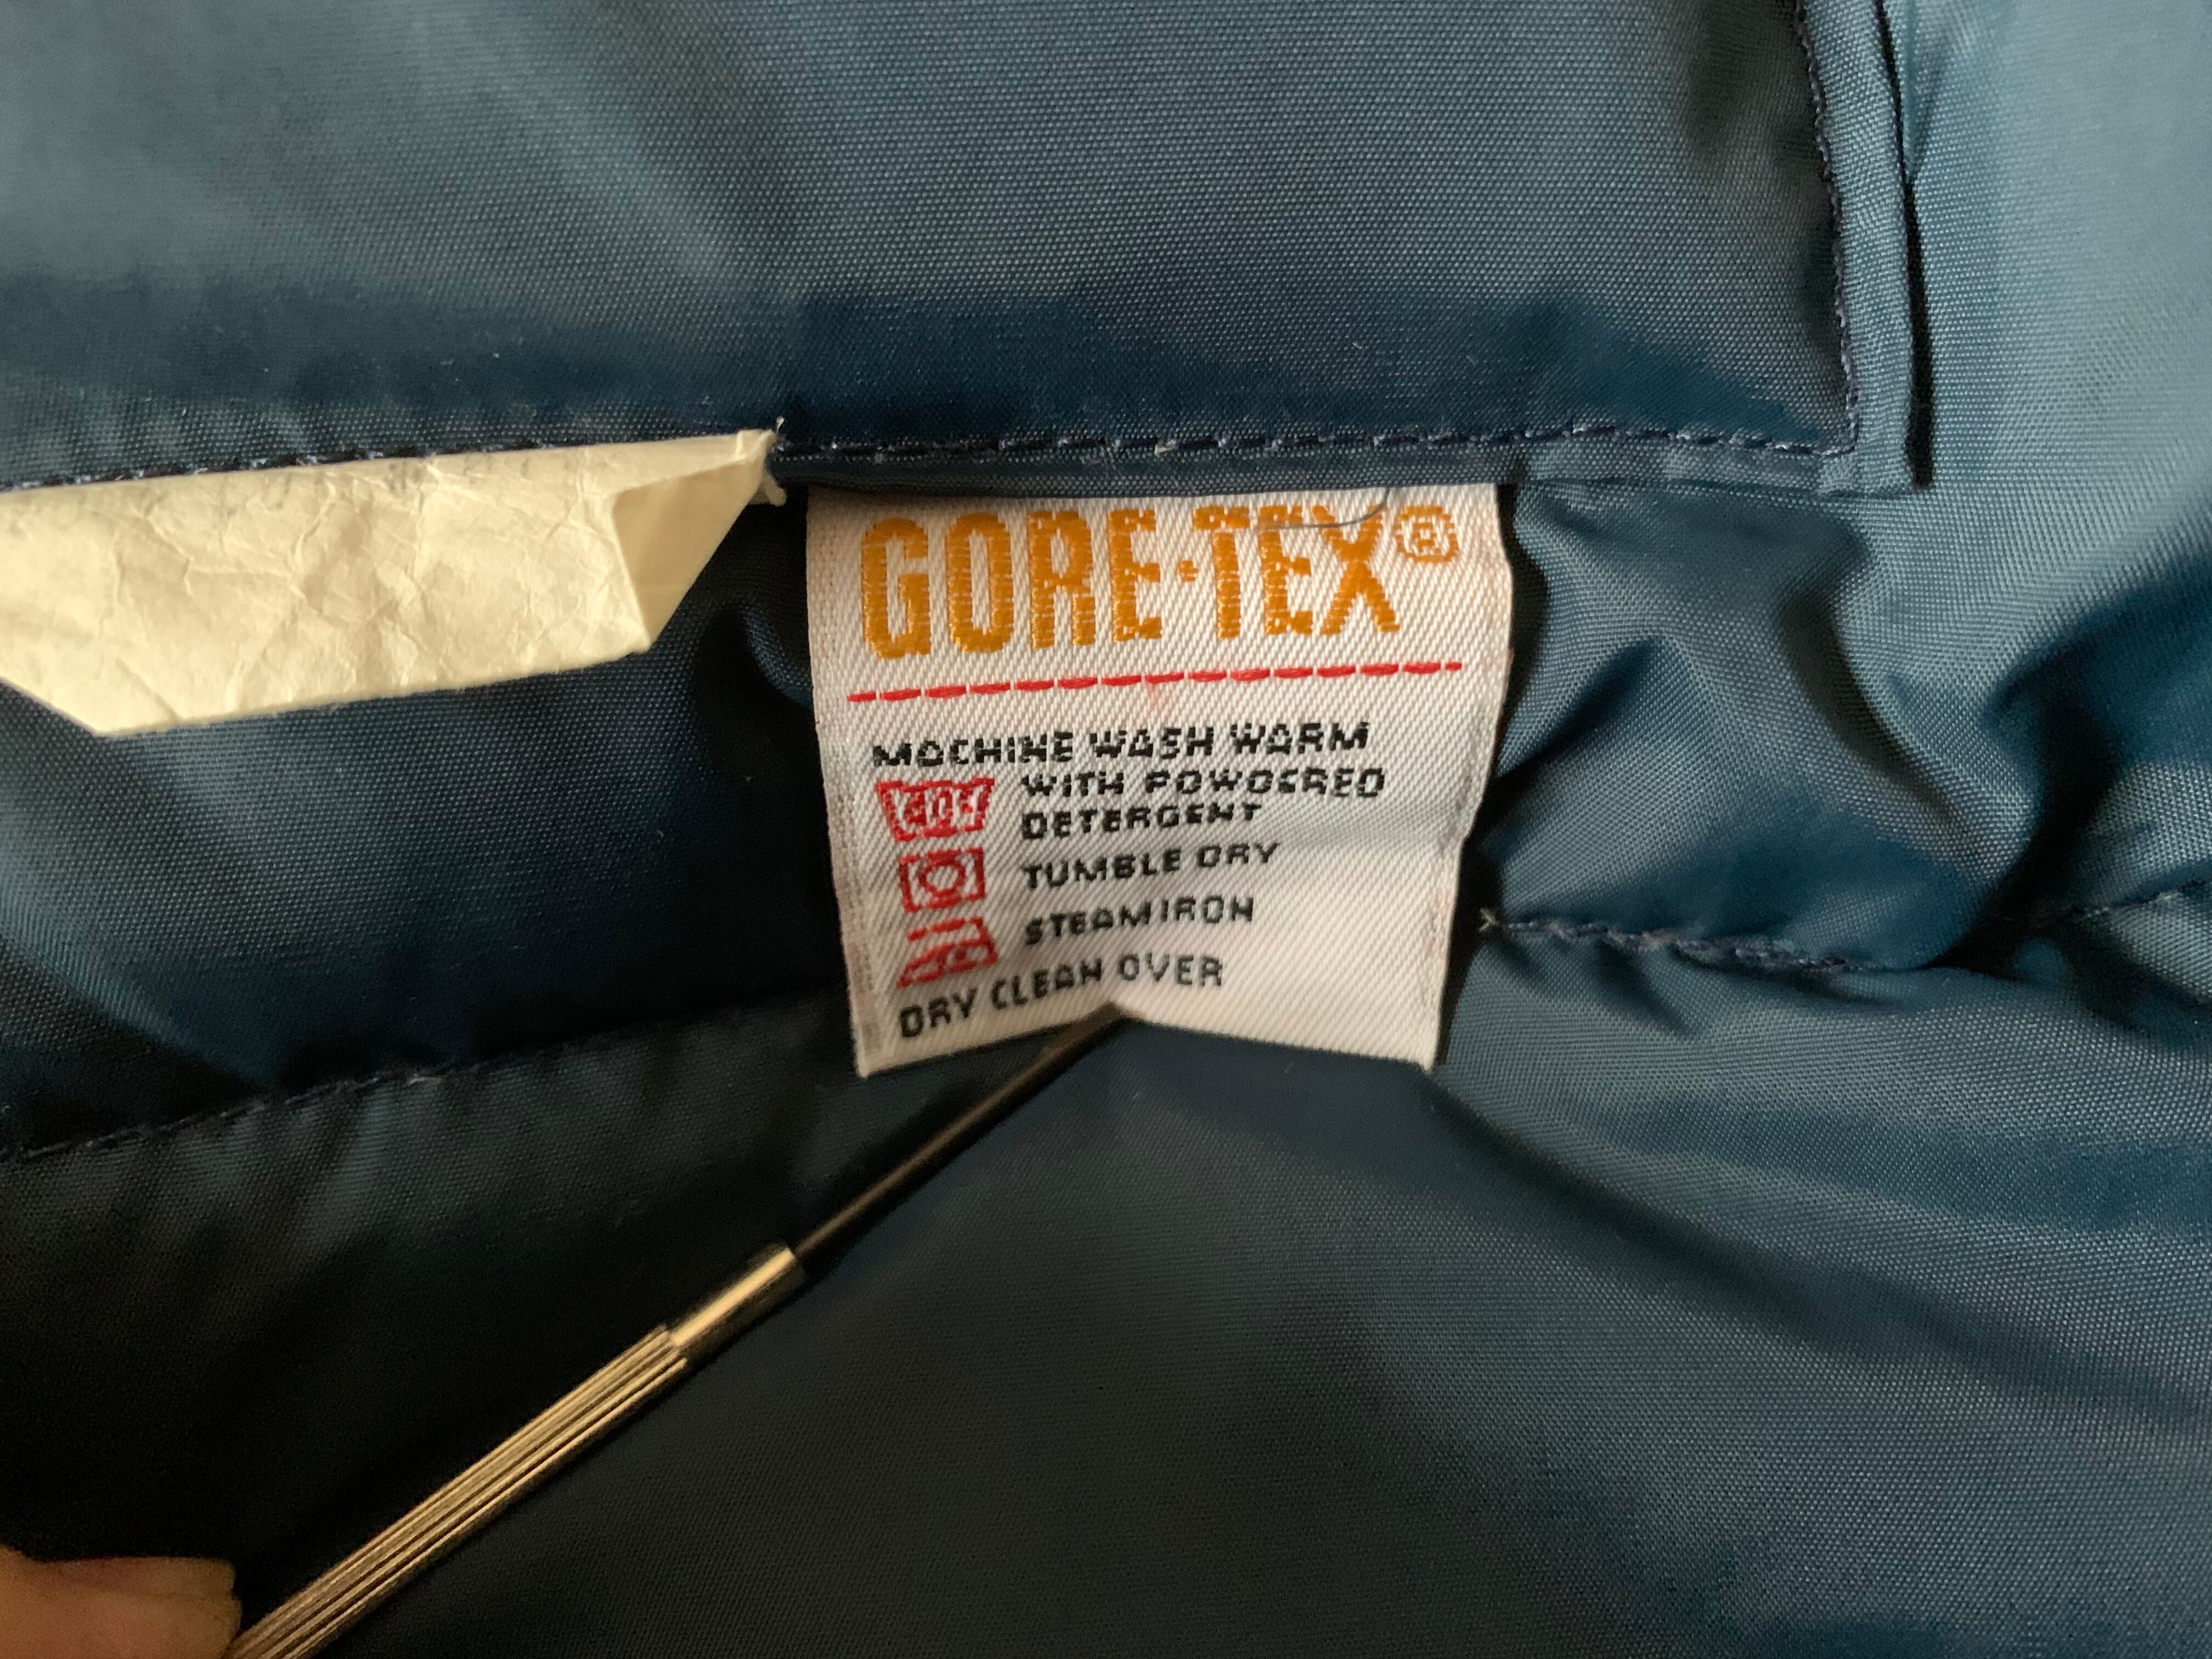 GORE-TEX®
MACHINE WASH WARM
WITH POWDERED
DETERGENT
TUMBLE DRY
STEAM IRON
DRY CLEAN OVER